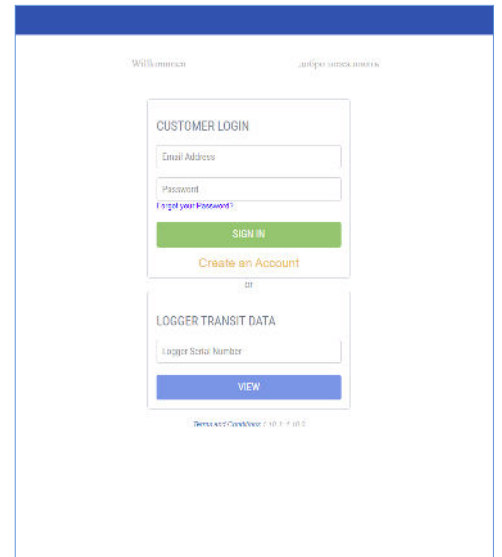 Willkommen
CUSTOMER LOGIN
Email Address
Password
Forgot your Password?
SIGN IN
Create an Account
or
LOGGER TRANSIT DATA
Logger Serial Number
VIEW
Terms and Conditions